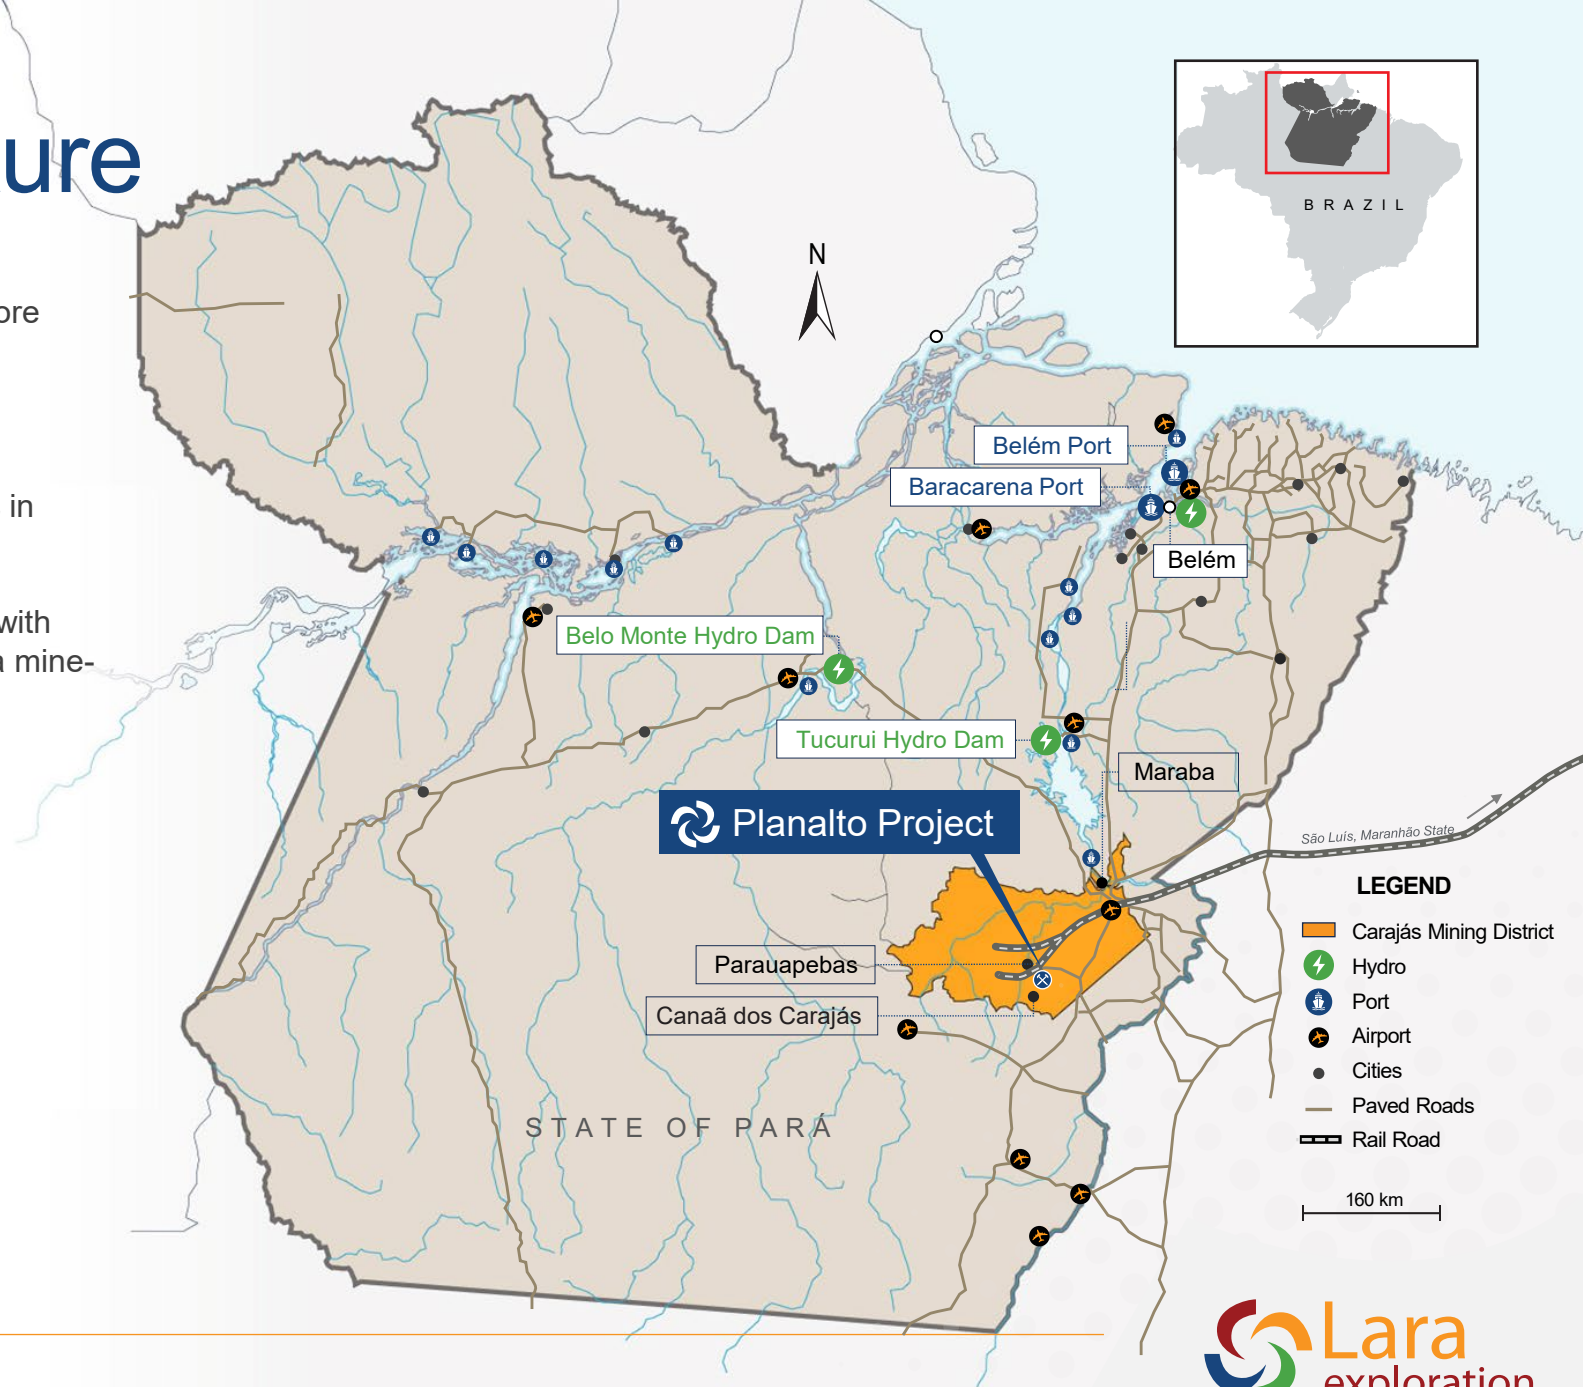 ure
ore
in
with
a mine-
BRAZIL
N
Belém Port
Baracarena Port
Belém
Belo Monte Hydro Dam
Tucurui Hydro Dam
Maraba
Planalto Project
São Luís, Maranhão State
Parauapebas
Canaã dos Carajás
STATE OF PARÁ
LEGEND
Carajás Mining District
Hydro
Port
Airport
Cities
Paved Roads
Rail Road
160 km
Lara
exploration